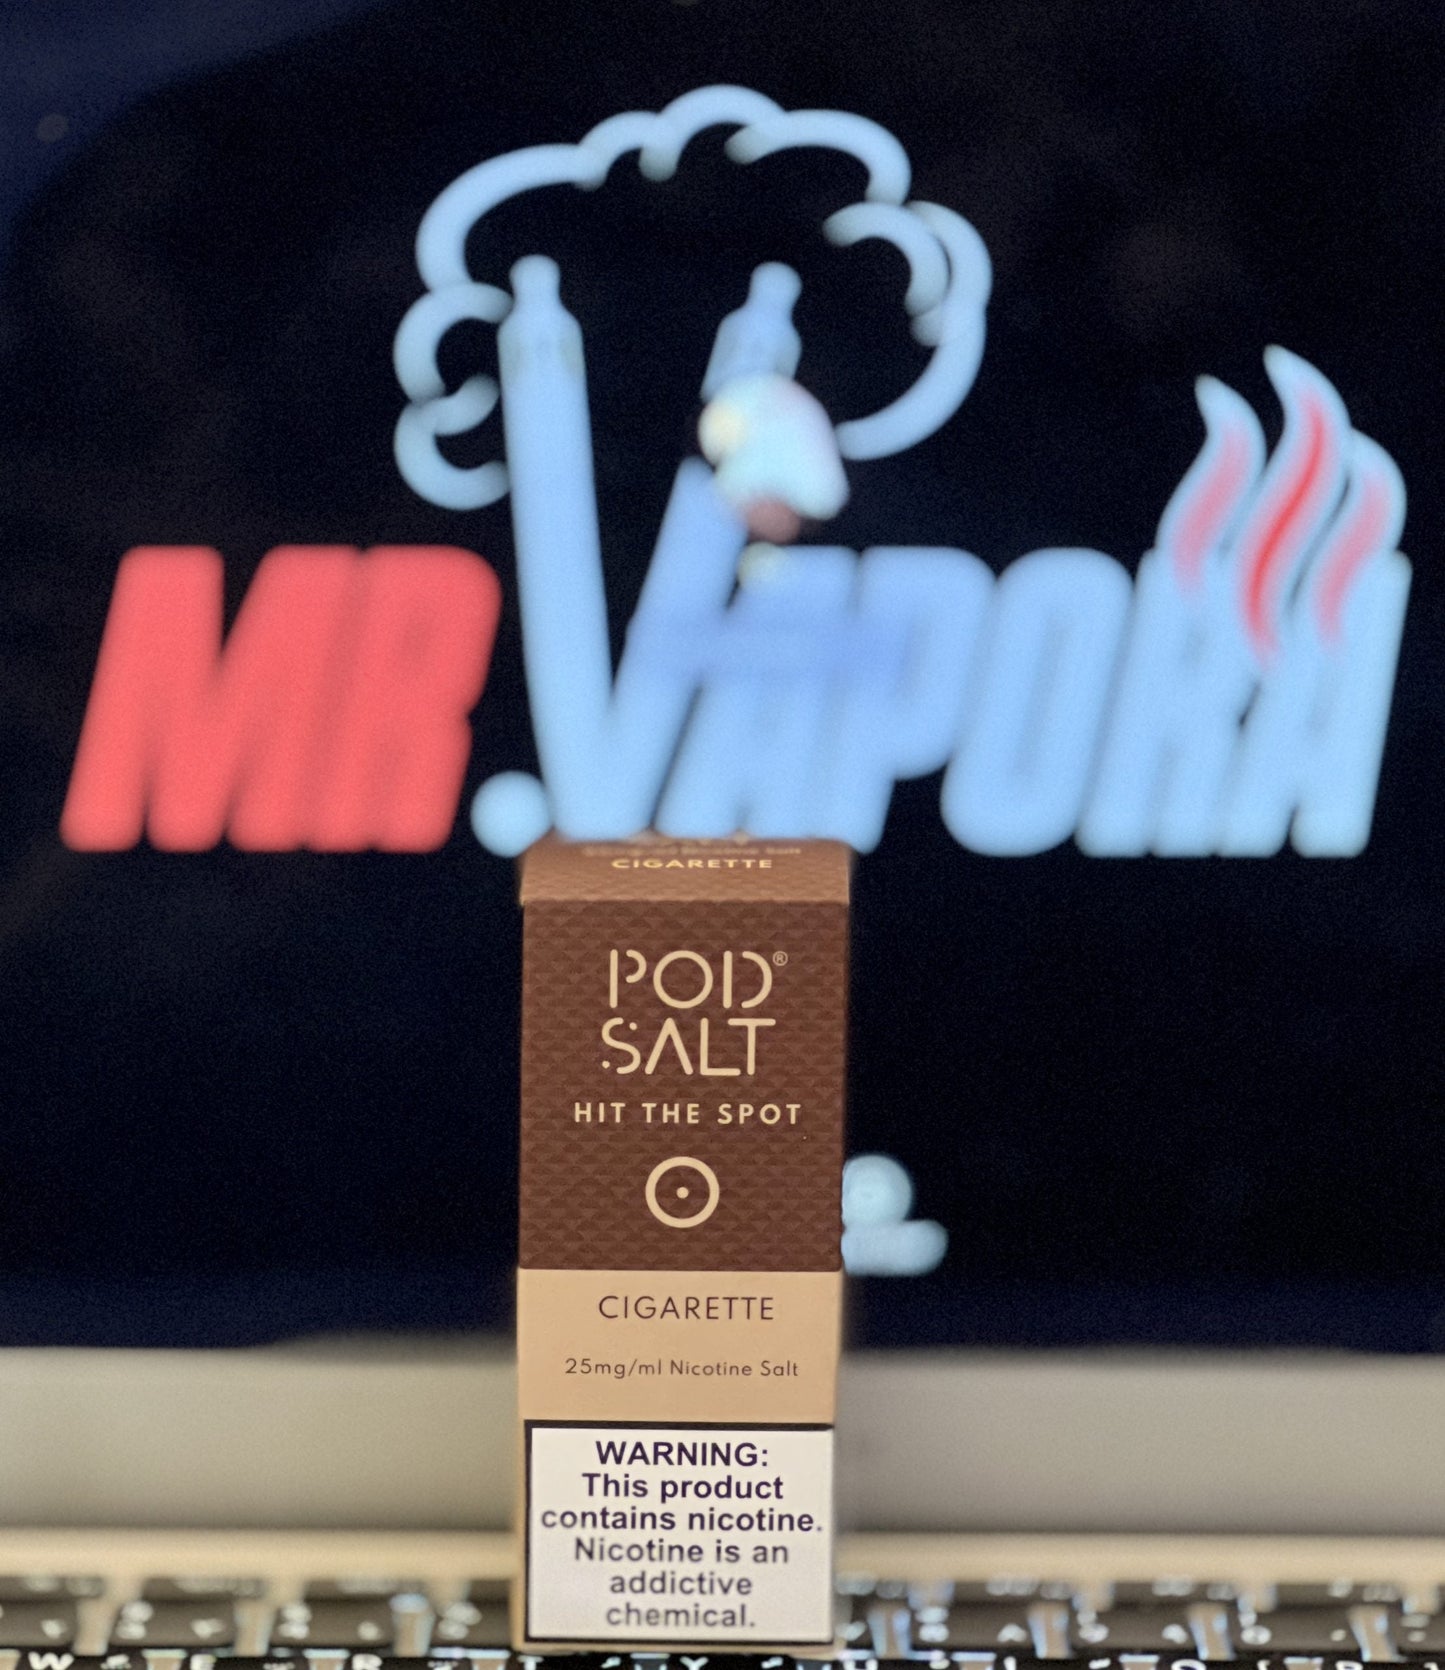 MR.VAPORA
CIGARETTE
POD®
SALT
HIT THE SPOT
CIGARETTE
25mg/ml Nicotine Salt
WARNING:
This product
contains nicotine.
Nicotine is an
addictive
chemical.
W E R T Y